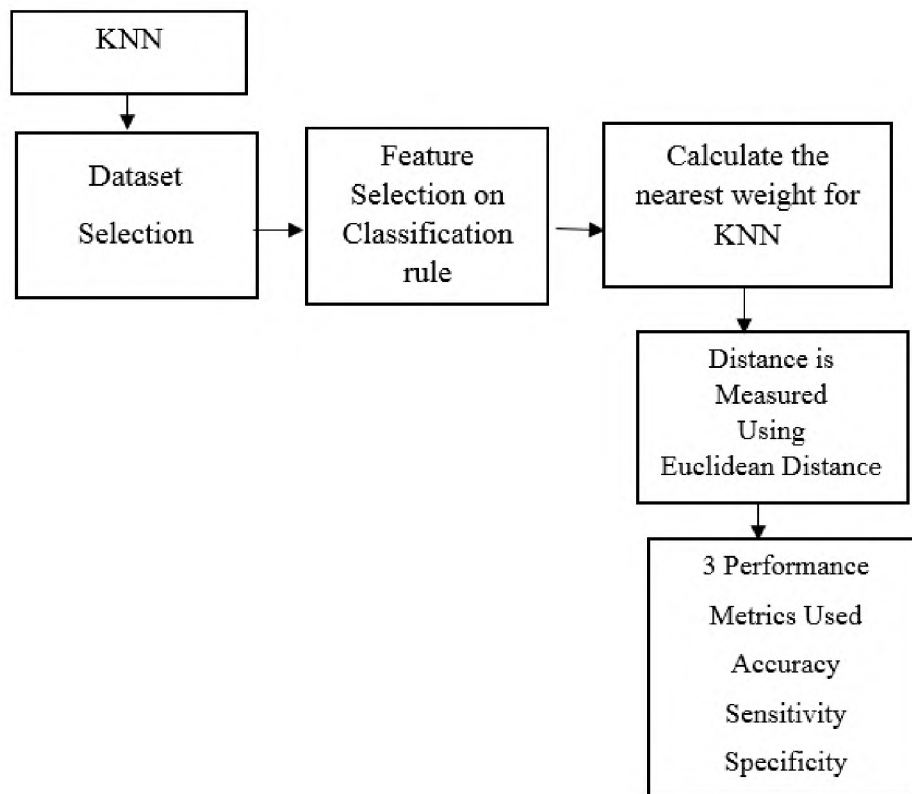 KNN
Dataset
Selection
Feature
Selection on
Classification
rule
Calculate the
nearest weight for
KNN
Distance is
Measured
Using
Euclidean Distance
3 Performance
Metrics Used
Accuracy
Sensitivity
Specificity